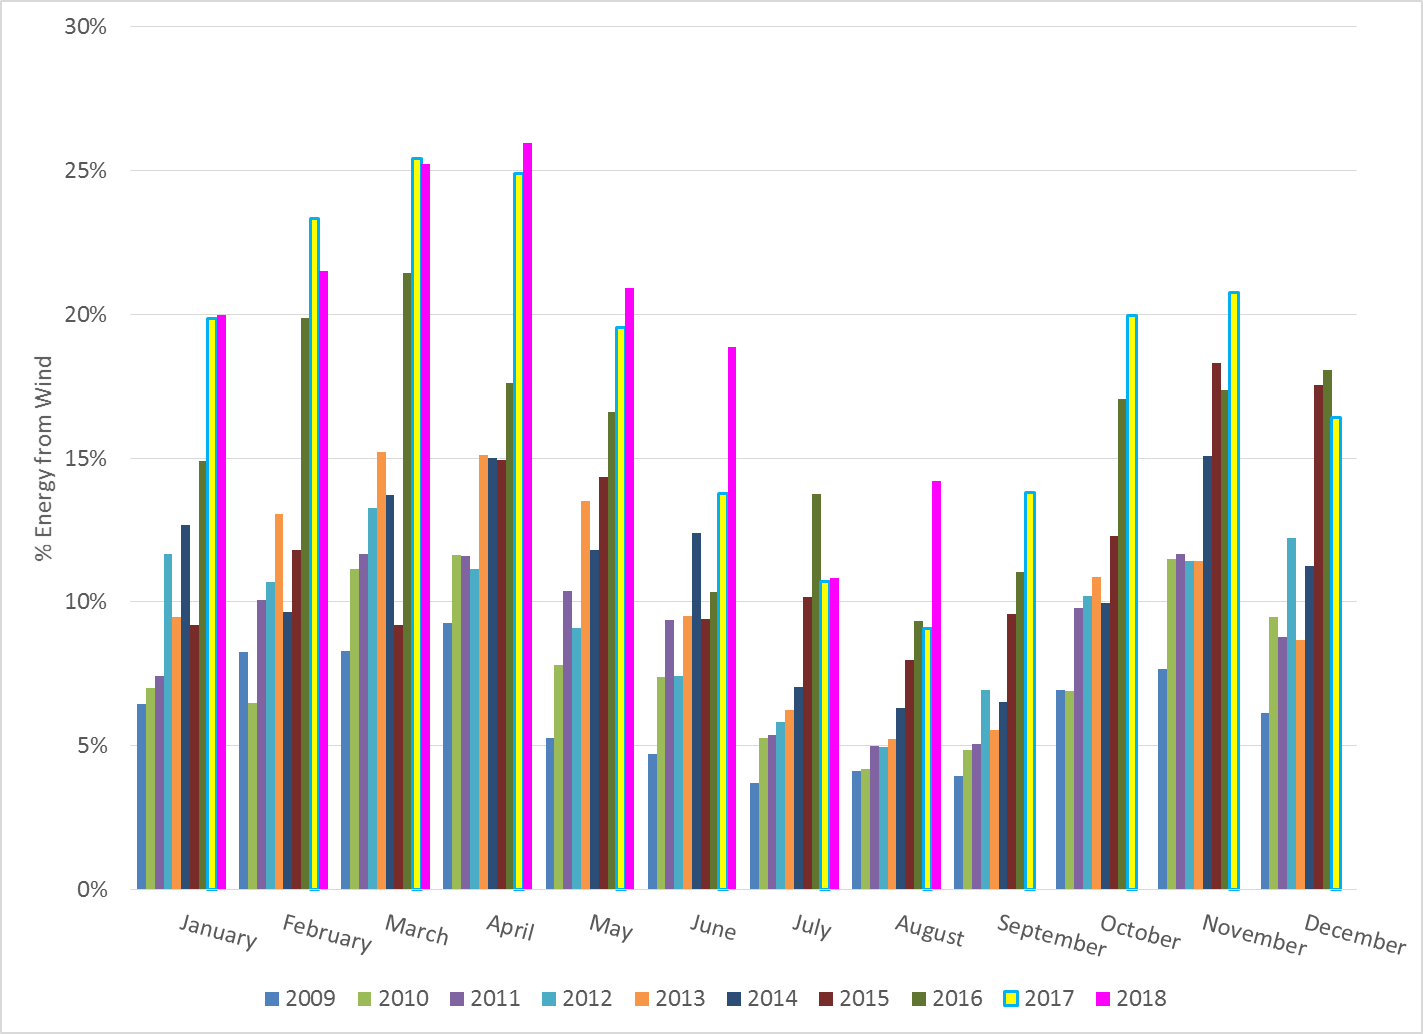 30%
25%
20%
15%
10%
5%
0%
% Energy from Wind
January February March April May June July August September October November December
2009 2010 2011 2012 2013 2014 2015 2016 2017 2018